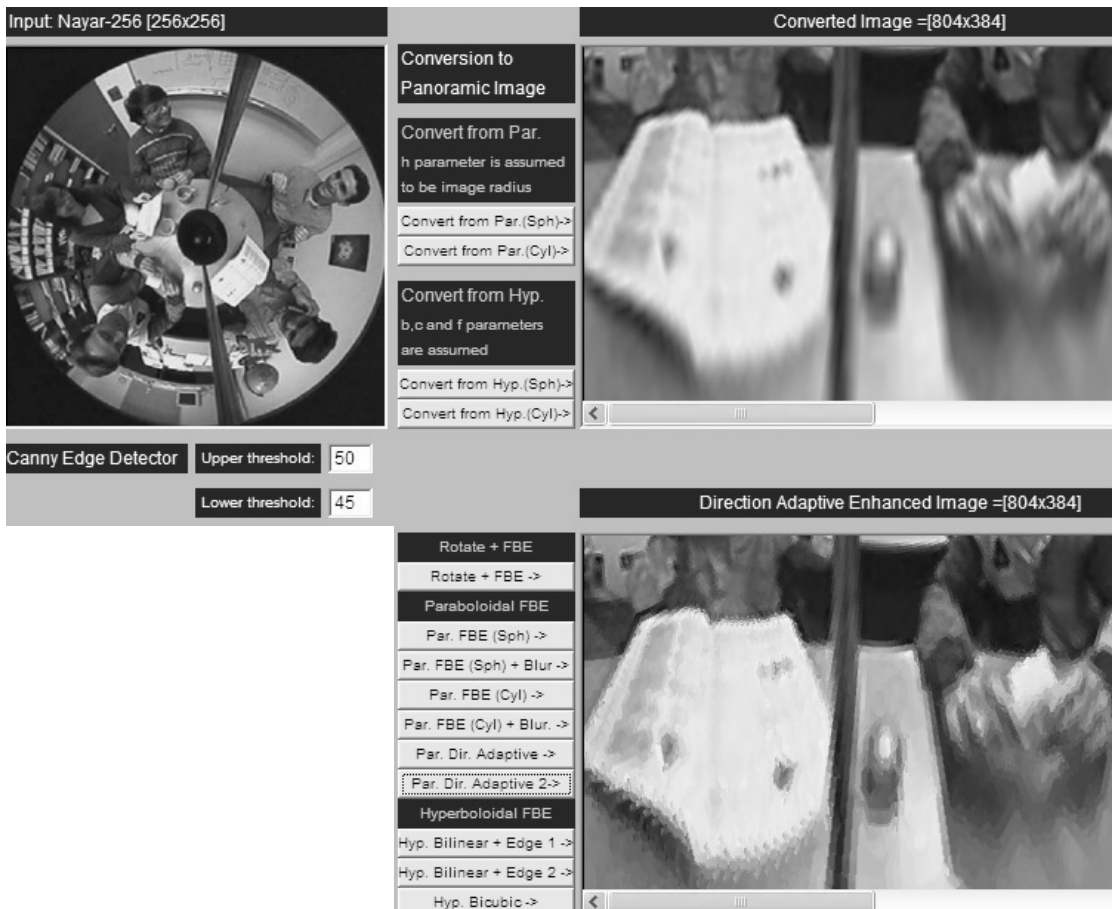 Input: Nayar-256 [256x256]
Conversion to
Panoramic Image
Convert from Par.
h parameter is assumed
to be image radius
Convert from Par.(Sph)->
Convert from Par.(Cyl)->
Convert from Hyp.
b,c and f parameters
are assumed
Convert from Hyp.(Sph)->
Convert from Hyp.(Cyl)->
Converted Image =[804x384]
Canny Edge Detector
Upper threshold: 50
Lower threshold: 45
Direction Adaptive Enhanced Image =[804x384]
Rotate + FBE
Rotate + FBE ->
Paraboloidal FBE
Par. FBE (Sph) ->
Par. FBE (Sph) + Blur ->
Par. FBE (Cyl) ->
Par. FBE (Cyl) + Blur. ->
Par. Dir. Adaptive ->
Par. Dir. Adaptive 2->
Hyperboloidal FBE
Hyp. Bilinear + Edge 1 ->
Hyp. Bilinear + Edge 2 ->
Hyp. Bicubic ->